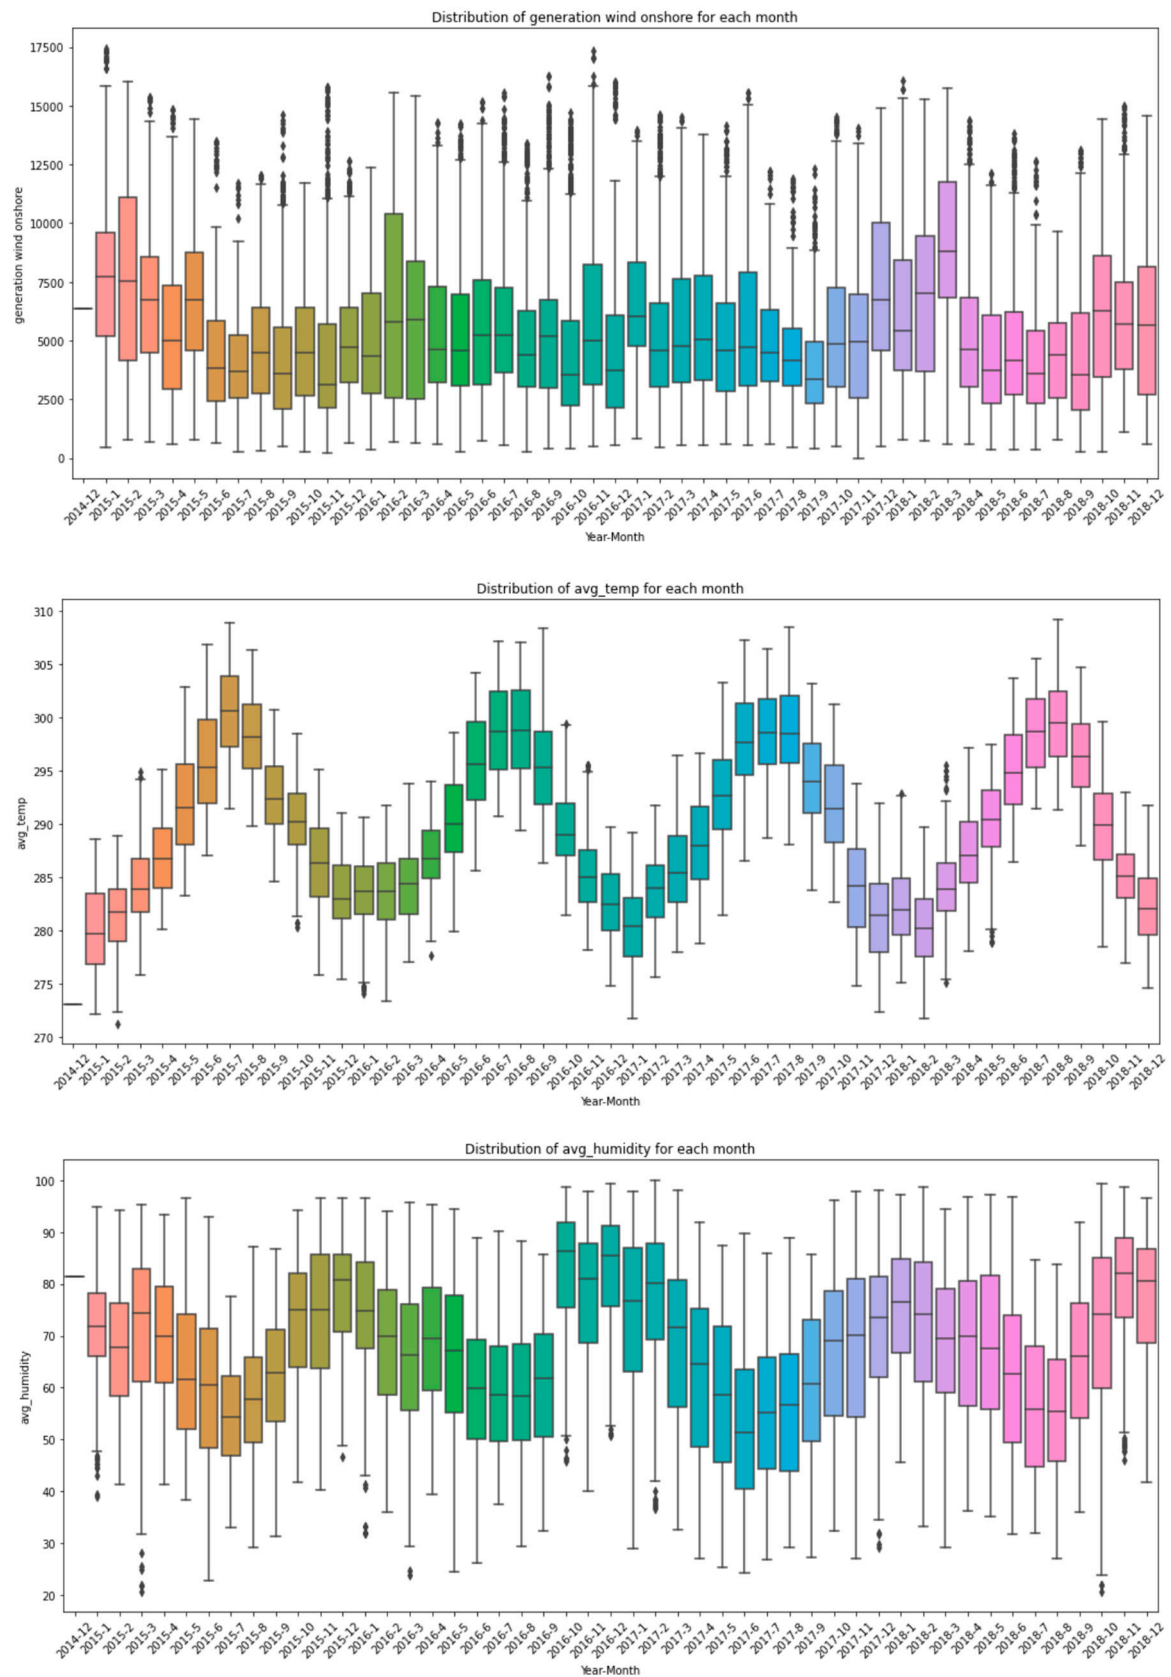 Distribution of generation wind onshore for each month
generation wind onshore
17500
15000
12500
10000
7500
5000
2500
0
2014-12 2015-1 2015-2 2015-3 2015-4 2015-5 2015-6 2015-7 2015-8 2015-9 2015-10 2015-11 2015-12 2016-1 2016-2 2016-3 2016-4 2016-5 2016-6 2016-7 2016-8 2016-9 2016-10 2016-11 2016-12 2017-1 2017-2 2017-3 2017-4 2017-5 2017-6 2017-7 2017-8 2017-9 2017-10 2017-11 2017-12 2018-1 2018-2 2018-3 2018-4 2018-5 2018-6 2018-7 2018-8 2018-9 2018-10 2018-11 2018-12
Year-Month
Distribution of avg_temp for each month
avg_temp
310
305
300
295
290
285
280
275
270
2014-12 2015-1 2015-2 2015-3 2015-4 2015-5 2015-6 2015-7 2015-8 2015-9 2015-10 2015-11 2015-12 2016-1 2016-2 2016-3 2016-4 2016-5 2016-6 2016-7 2016-8 2016-9 2016-10 2016-11 2016-12 2017-1 2017-2 2017-3 2017-4 2017-5 2017-6 2017-7 2017-8 2017-9 2017-10 2017-11 2017-12 2018-1 2018-2 2018-3 2018-4 2018-5 2018-6 2018-7 2018-8 2018-9 2018-10 2018-11 2018-12
Year-Month
Distribution of avg_humidity for each month
avg_humidity
100
90
80
70
60
50
40
30
20
2014-12 2015-1 2015-2 2015-3 2015-4 2015-5 2015-6 2015-7 2015-8 2015-9 2015-10 2015-11 2015-12 2016-1 2016-2 2016-3 2016-4 2016-5 2016-6 2016-7 2016-8 2016-9 2016-10 2016-11 2016-12 2017-1 2017-2 2017-3 2017-4 2017-5 2017-6 2017-7 2017-8 2017-9 2017-10 2017-11 2017-12 2018-1 2018-2 2018-3 2018-4 2018-5 2018-6 2018-7 2018-8 2018-9 2018-10 2018-11 2018-12
Year-Month